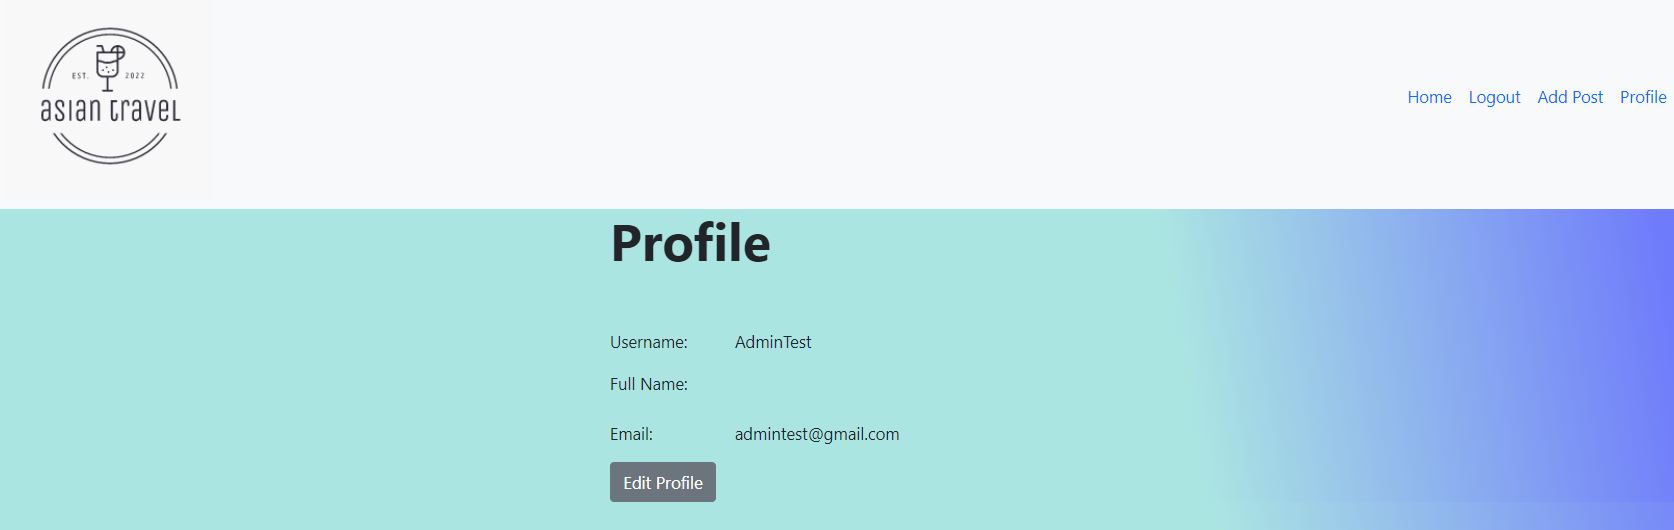 EST. 2022
asian travel
Home Logout Add Post Profile
Profile
Username: AdminTest
Full Name:
Email: admintest@gmail.com
Edit Profile